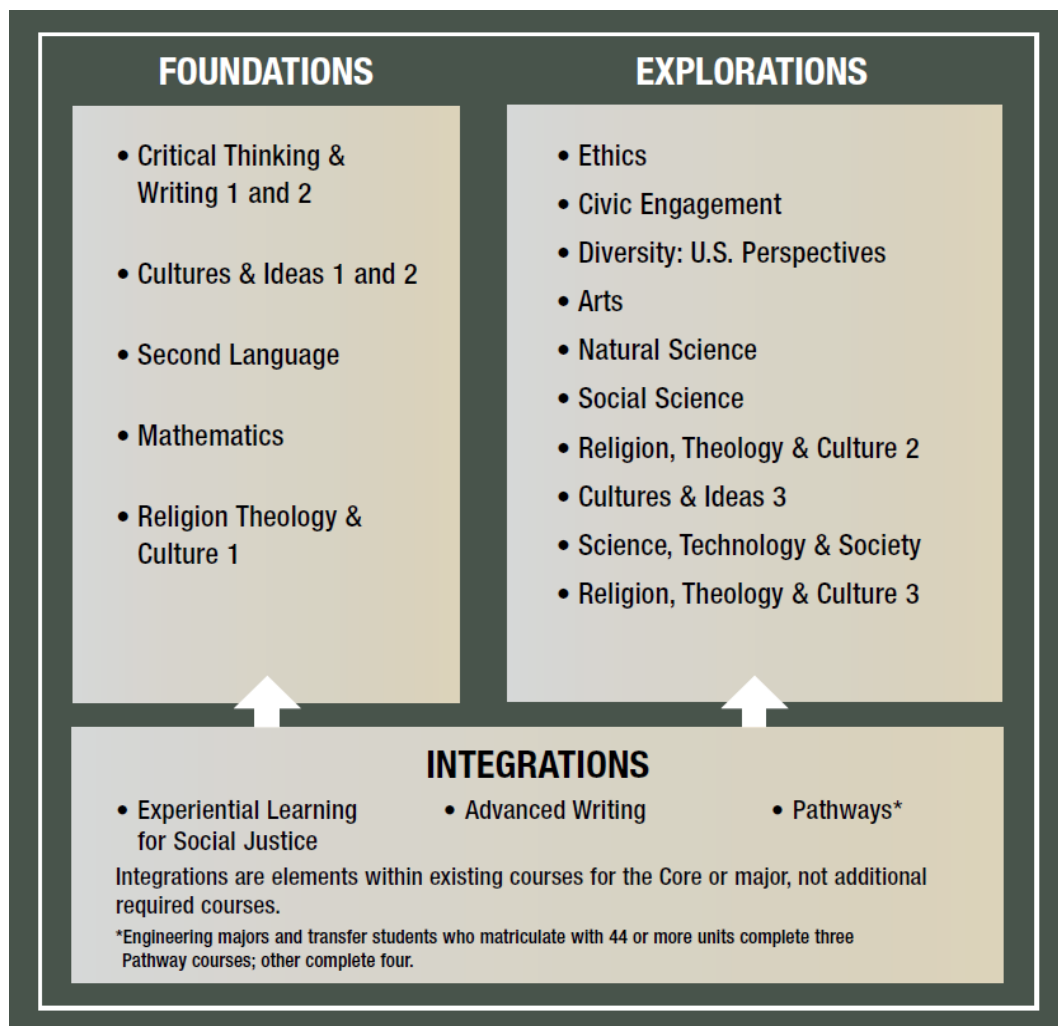 FOUNDATIONS
• Critical Thinking &
Writing 1 and 2
• Cultures & Ideas 1 and 2
• Second Language
• Mathematics
• Religion Theology &
Culture 1
EXPLORATIONS
• Ethics
• Civic Engagement
• Diversity: U.S. Perspectives
• Arts
• Natural Science
• Social Science
• Religion, Theology & Culture 2
• Cultures & Ideas 3
• Science, Technology & Society
• Religion, Theology & Culture 3
INTEGRATIONS
• Experiential Learning
for Social Justice
• Advanced Writing
• Pathways*
Integrations are elements within existing courses for the Core or major, not additional
required courses.
*Engineering majors and transfer students who matriculate with 44 or more units complete three
Pathway courses; other complete four.